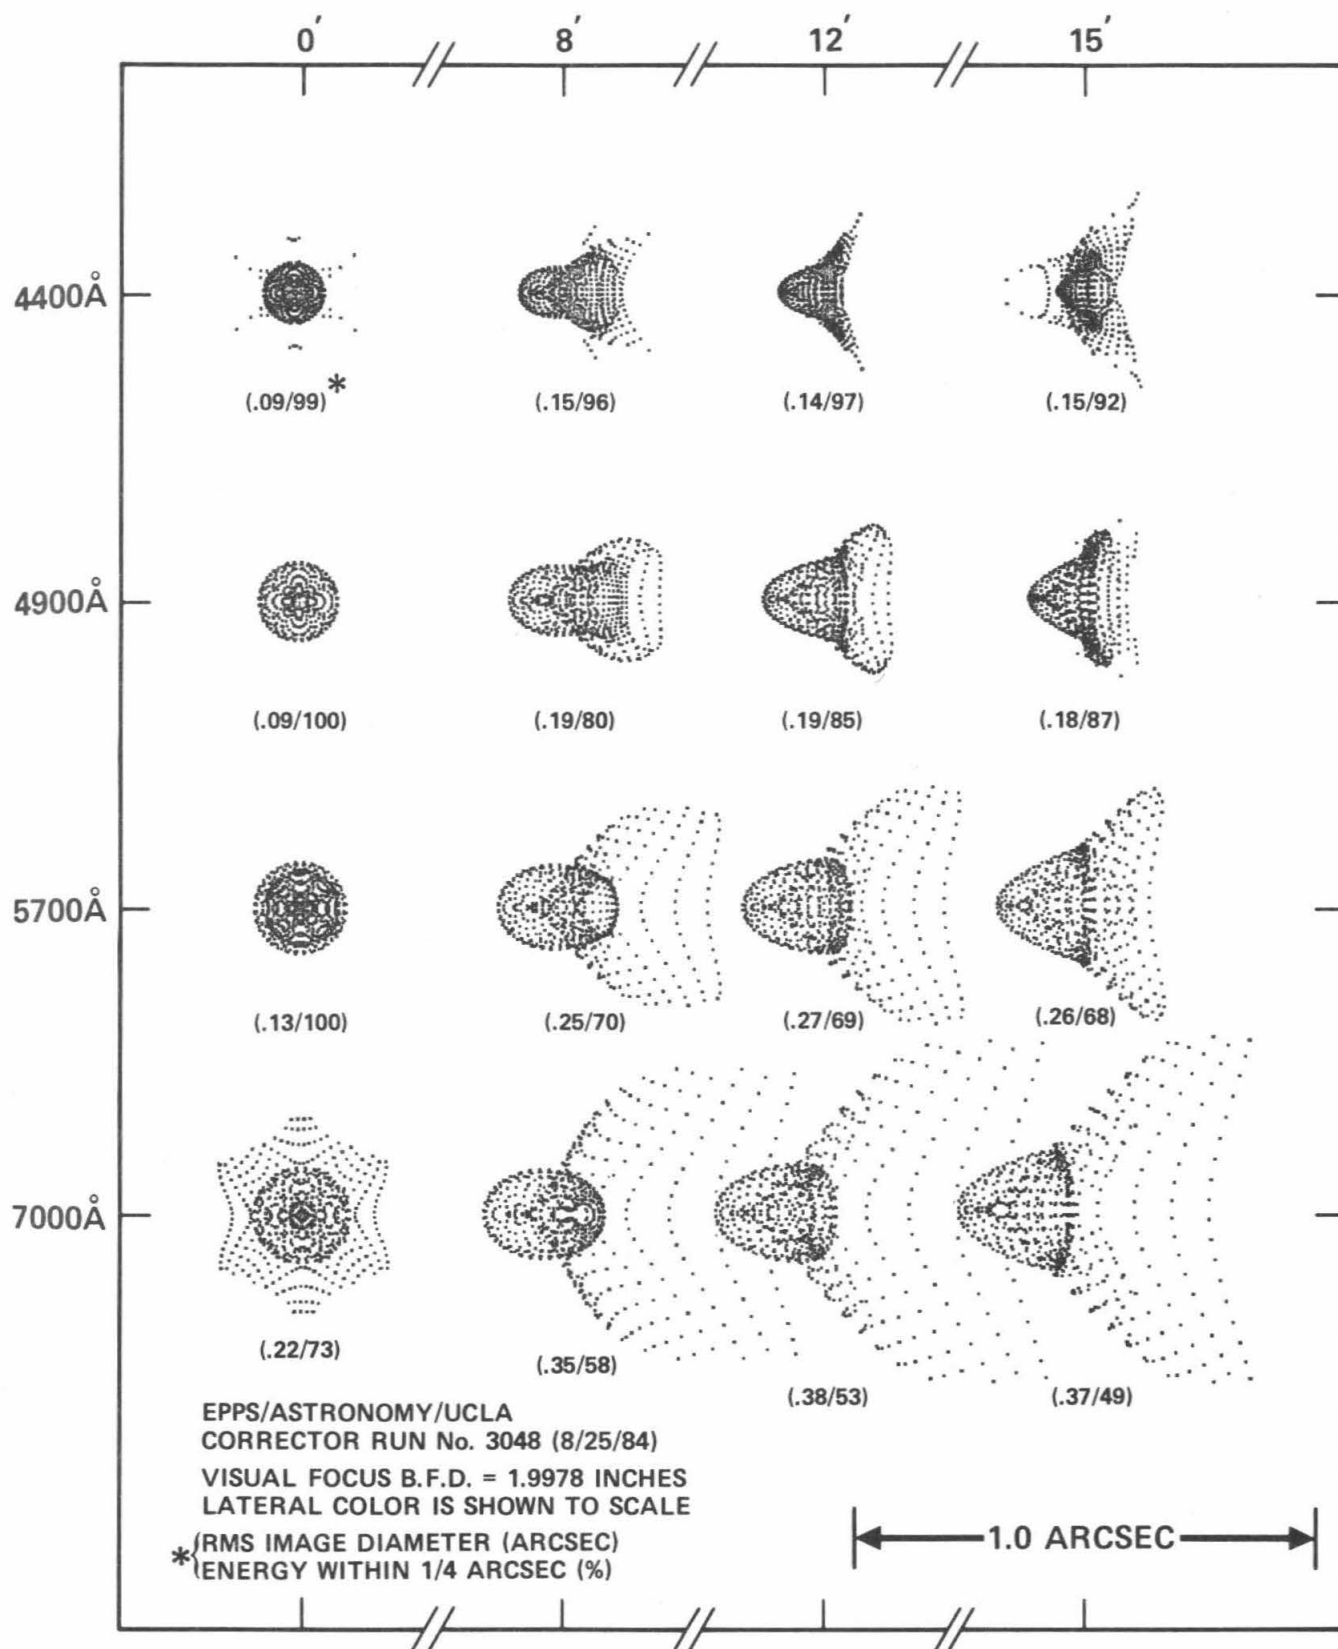 0′ 8′ 12′ 15′
4400Å
(.09/99)* (.15/96) (.14/97) (.15/92)
4900Å
(.09/100) (.19/80) (.19/85) (.18/87)
5700Å
(.13/100) (.25/70) (.27/69) (.26/68)
7000Å
(.22/73) (.35/58) (.38/53) (.37/49)
EPPS/ASTRONOMY/UCLA
CORRECTOR RUN No. 3048 (8/25/84)
VISUAL FOCUS B.F.D. = 1.9978 INCHES
LATERAL COLOR IS SHOWN TO SCALE
1.0 ARCSEC
*{RMS IMAGE DIAMETER (ARCSEC)
ENERGY WITHIN 1/4 ARCSEC (%)